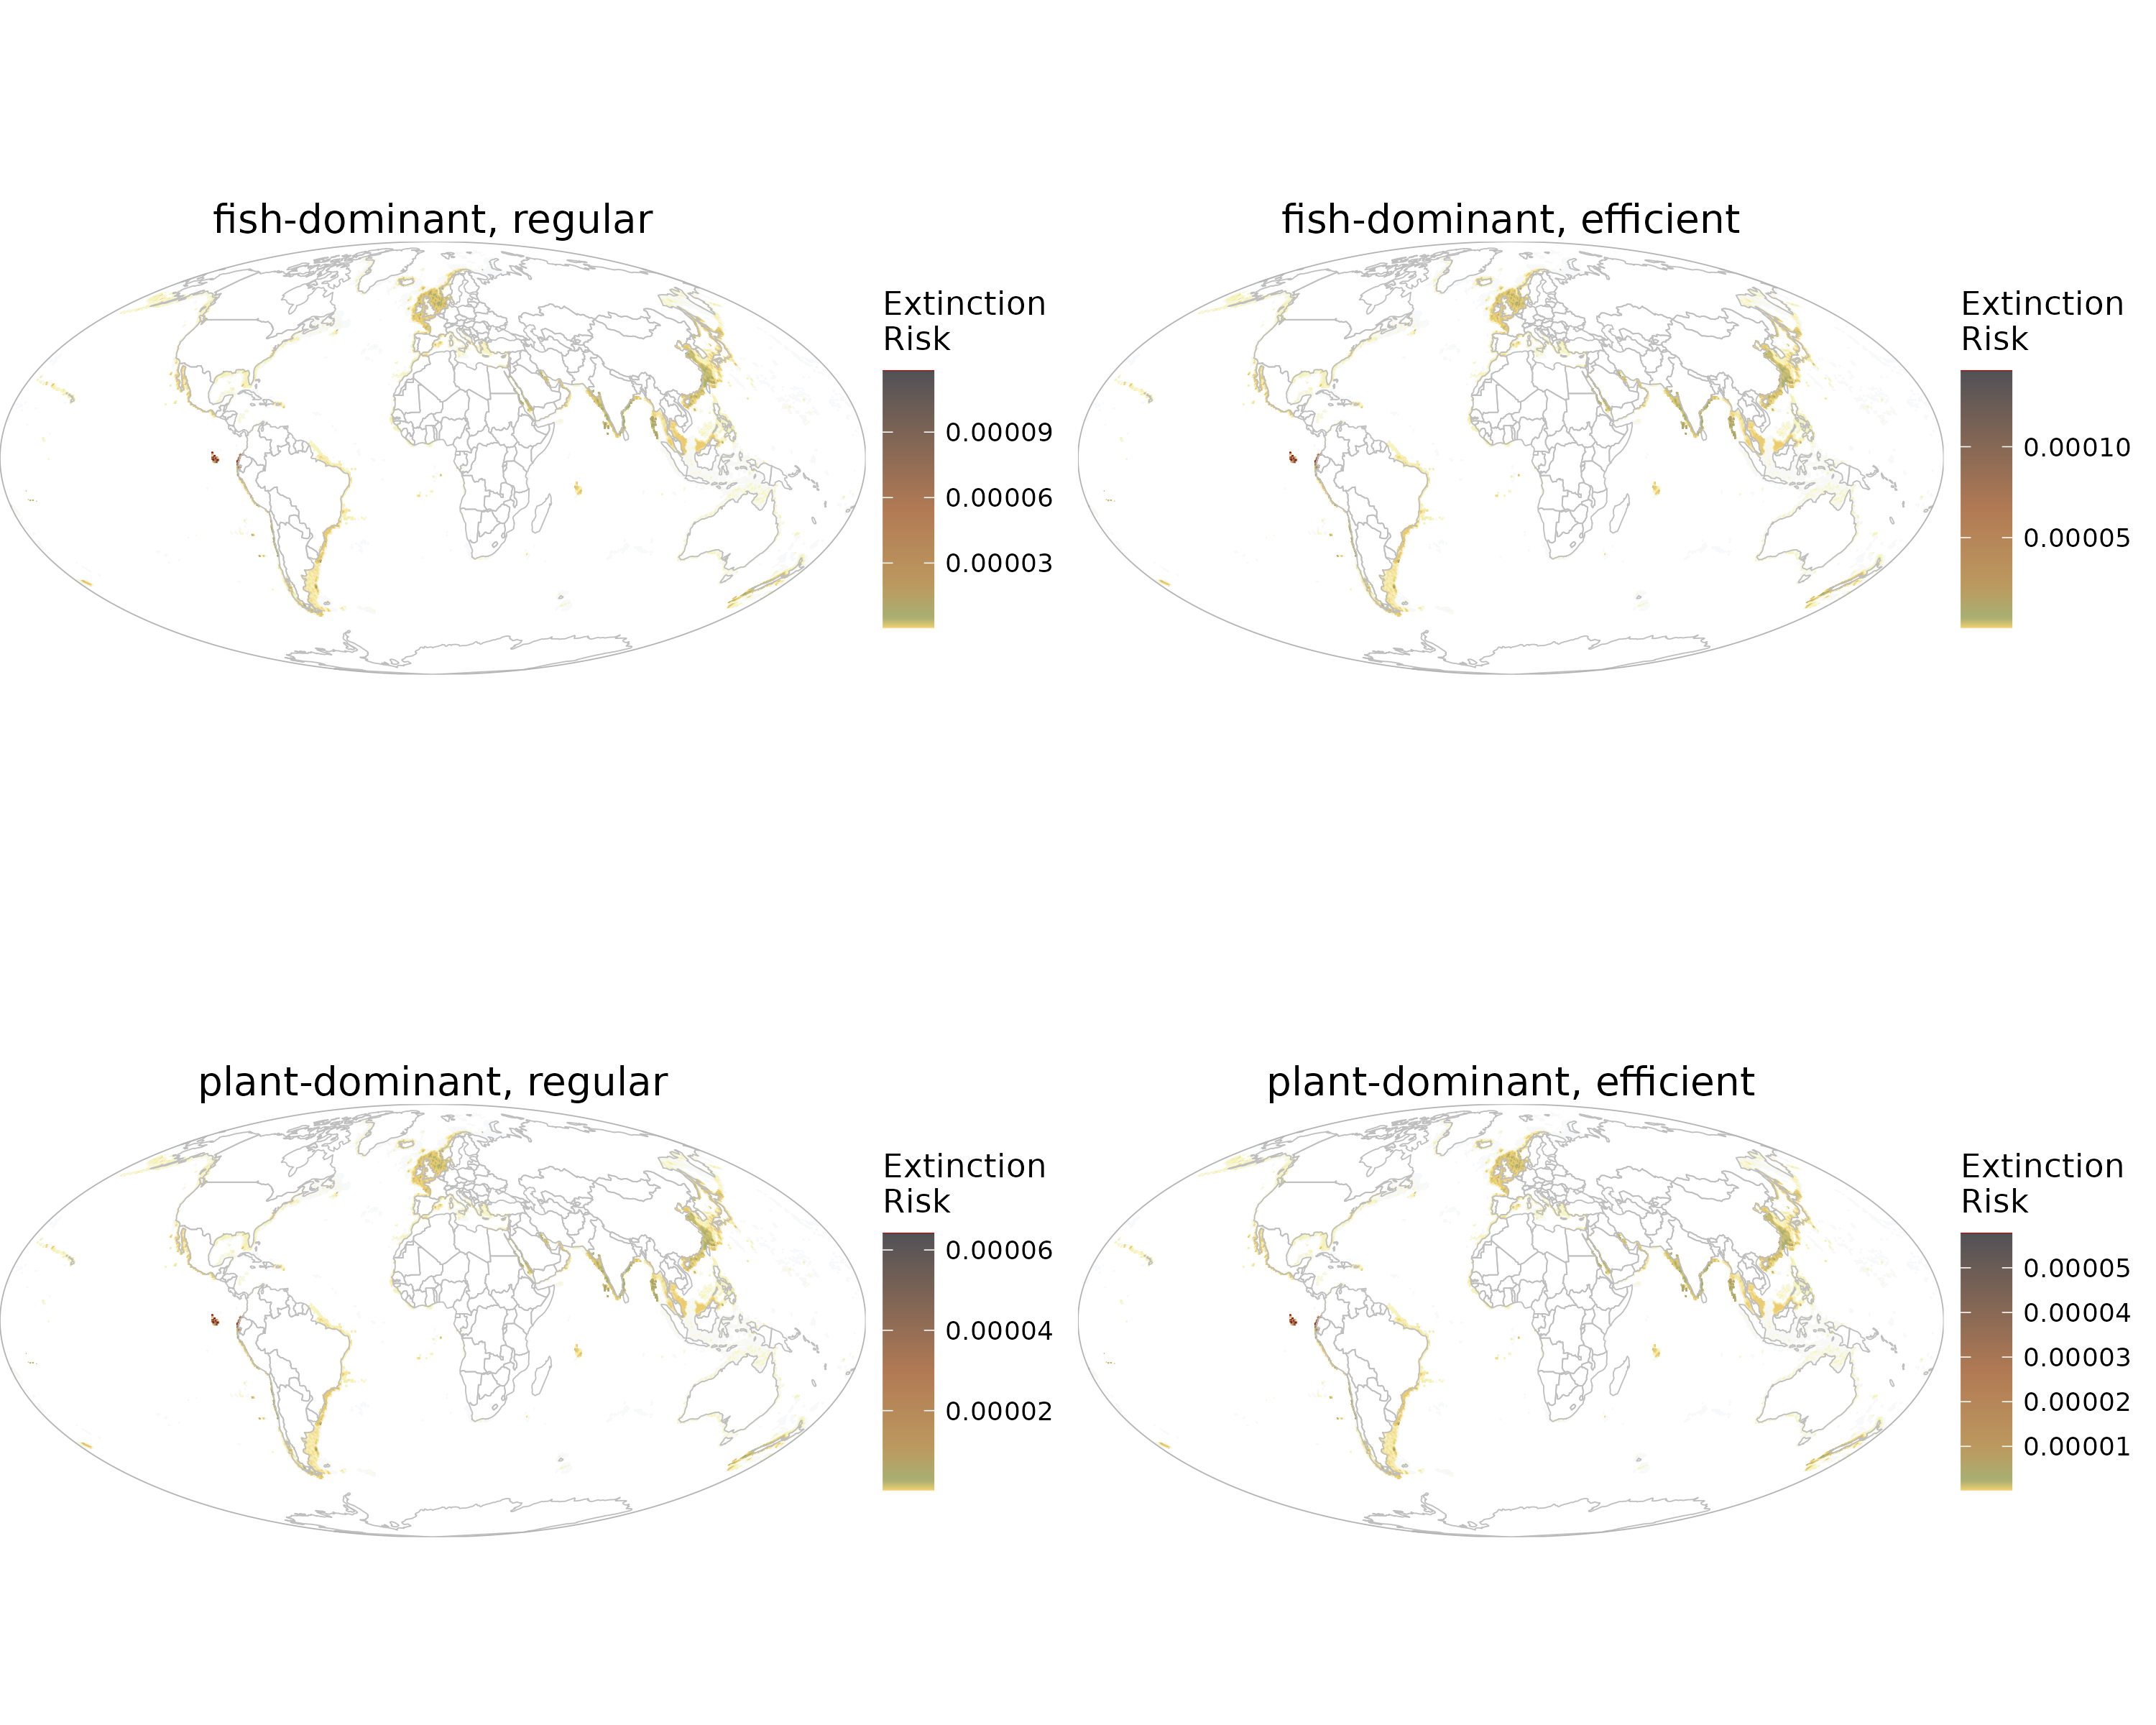 fish-dominant, regular
Extinction
Risk
0.00009
0.00006
0.00003
fish-dominant, efficient
Extinction
Risk
0.00010
0.00005
plant-dominant, regular
Extinction
Risk
0.00006
0.00004
0.00002
plant-dominant, efficient
Extinction
Risk
0.00005
0.00004
0.00003
0.00002
0.00001